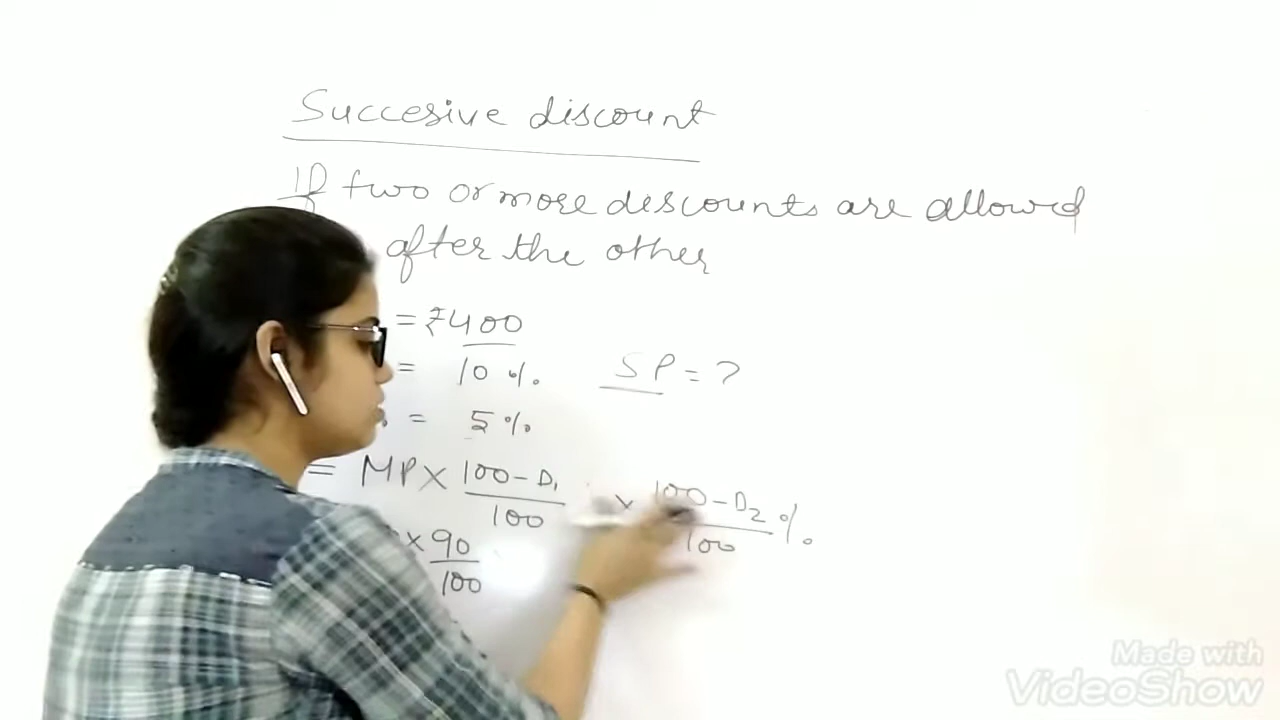 Succesive discount
If two or more discounts are allowed
after the other
= ₹400
= 10 %.
SP = ?
= 5 %.
= MP × 100 - D₁ / 100 × 100 - D₂ / 100 %.
× 90 / 100
Made with
VideoShow